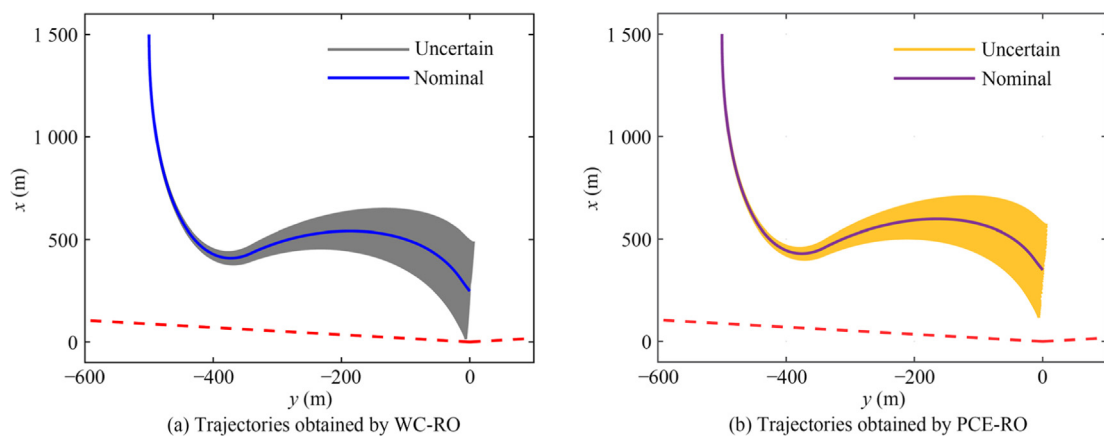 1 500
1 000
500
0
x (m)
−600
−400
−200
0
y (m)
Uncertain
Nominal
(a) Trajectories obtained by WC-RO
1 500
1 000
500
0
x (m)
−600
−400
−200
0
y (m)
Uncertain
Nominal
(b) Trajectories obtained by PCE-RO